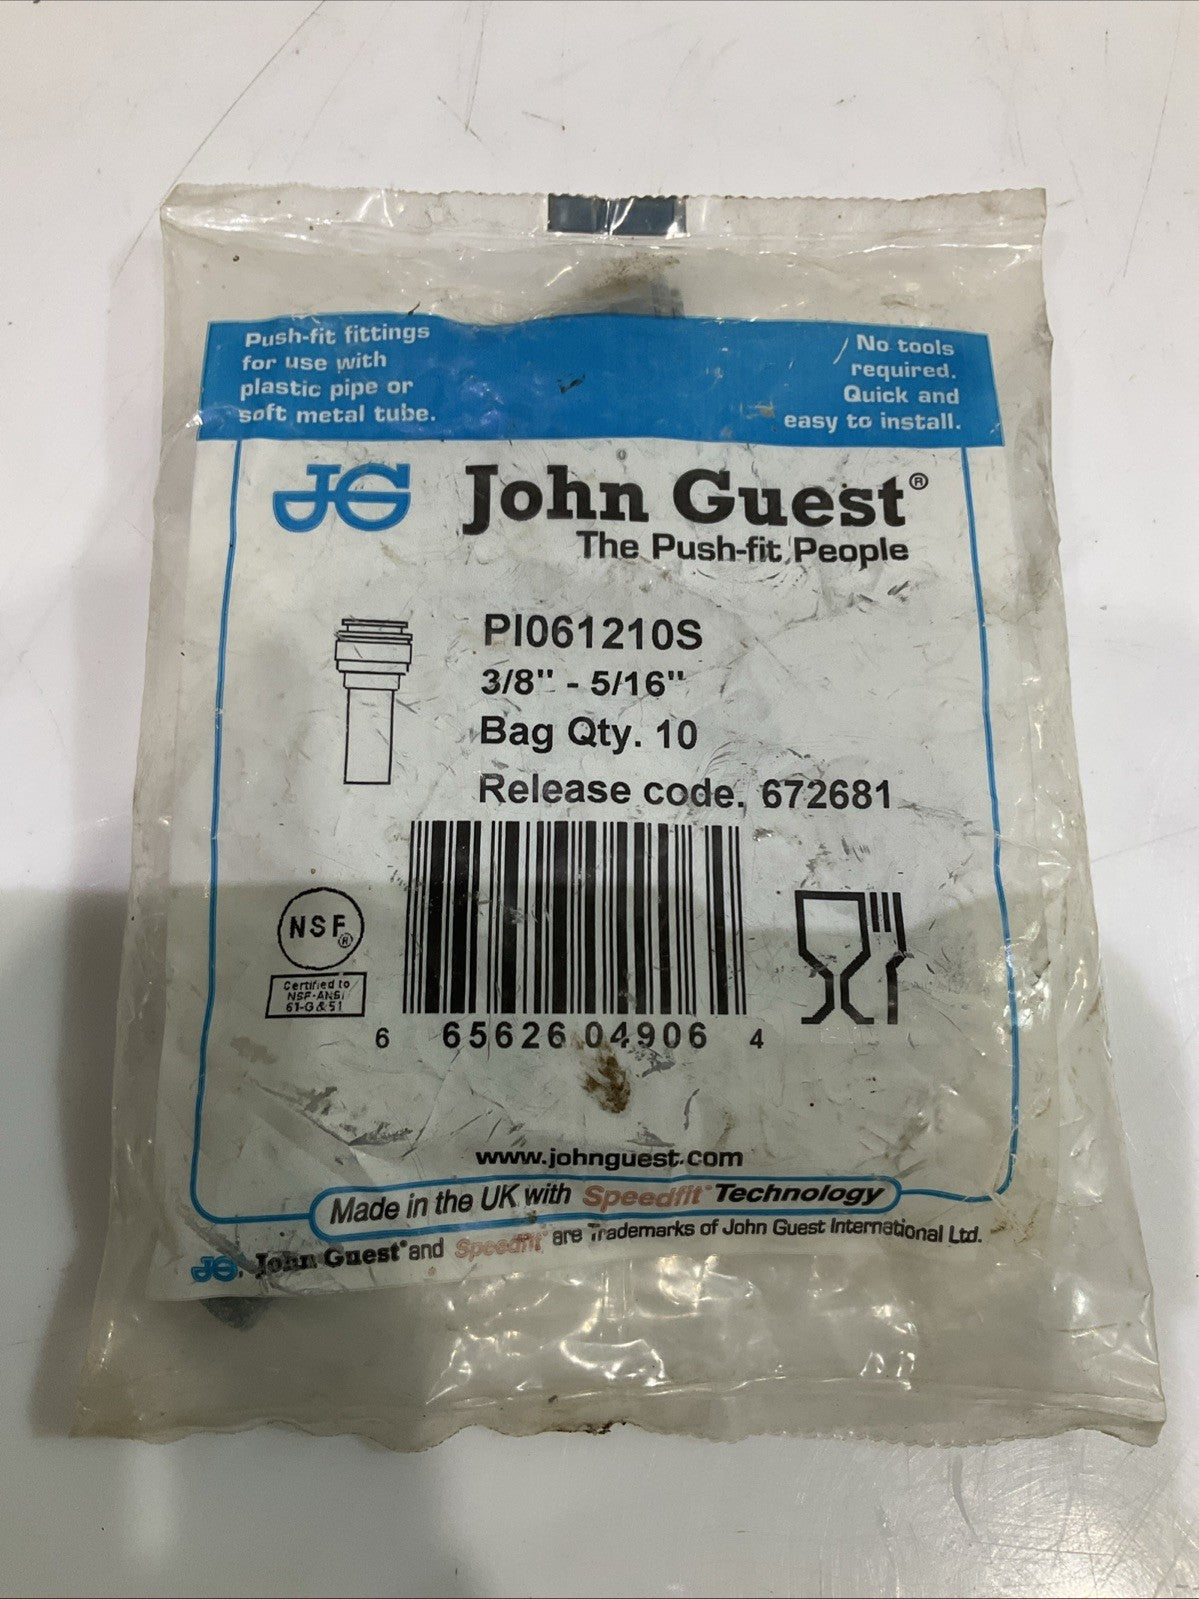 Push-fit fittings
for use with
plastic pipe or
soft metal tube.
No tools
required.
Quick and
easy to install.
JG John Guest®
The Push-fit People
PI061210S
3/8" - 5/16"
Bag Qty. 10
Release code. 672681
NSF®
Certified to
NSF-ANSI
61-G & 51
6 65626 04906 4
www.johnguest.com
Made in the UK with Speedfit® Technology
JG, John Guest® and Speedfit® are Trademarks of John Guest International Ltd.